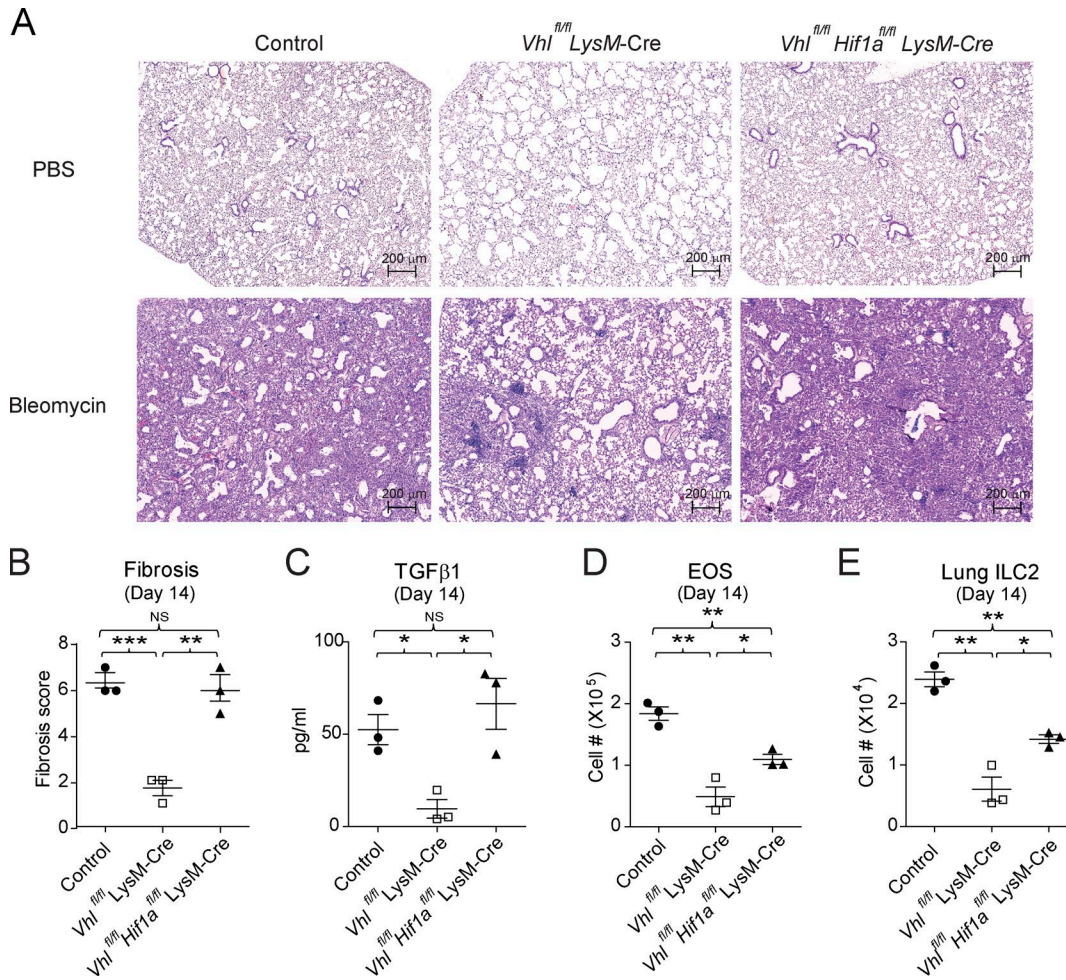 A
Control
Vhl fl/fl LysM-Cre
Vhl fl/fl Hif1a fl/fl LysM-Cre
PBS
200 μm
200 μm
200 μm
Bleomycin
200 μm
200 μm
200 μm
B
Fibrosis
(Day 14)
NS
*** **
Fibrosis score
8
6
4
2
0
Control
Vhl fl/fl LysM-Cre
Vhl fl/fl Hif1a fl/fl LysM-Cre
C
TGFβ1
(Day 14)
NS
* *
pg/ml
100
50
0
Control
Vhl fl/fl LysM-Cre
Vhl fl/fl Hif1a fl/fl LysM-Cre
D
EOS
(Day 14)
**
** *
Cell # (X10⁵)
3
2
1
0
Control
Vhl fl/fl LysM-Cre
Vhl fl/fl Hif1a fl/fl LysM-Cre
E
Lung ILC2
(Day 14)
**
** *
Cell # (X10⁴)
3
2
1
0
Control
Vhl fl/fl LysM-Cre
Vhl fl/fl Hif1a fl/fl LysM-Cre